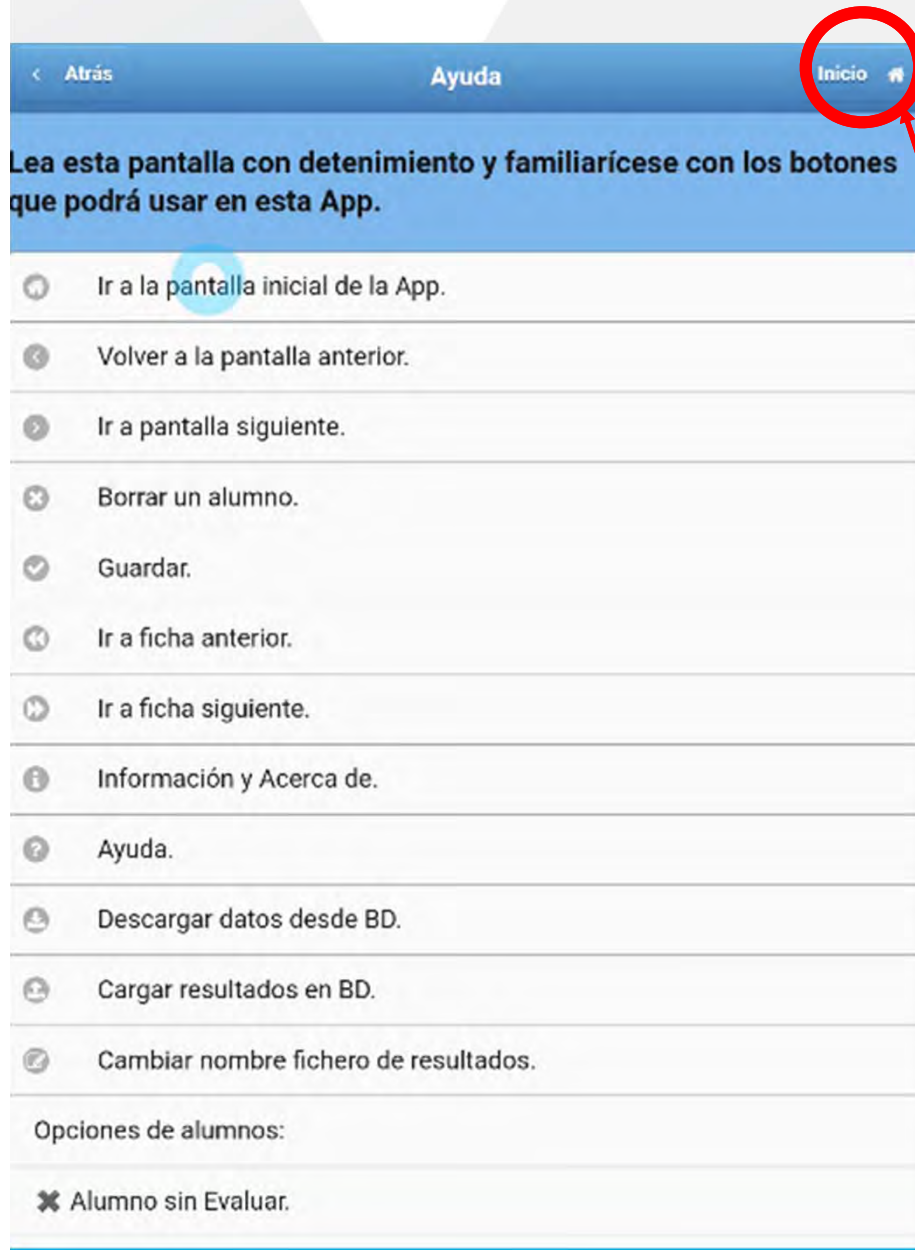 Atrás
Ayuda
Inicio
Lea esta pantalla con detenimiento y familiarícese con los botones
que podrá usar en esta App.
Ir a la pantalla inicial de la App.
Volver a la pantalla anterior.
Ir a pantalla siguiente.
Borrar un alumno.
Guardar.
Ir a ficha anterior.
Ir a ficha siguiente.
Información y Acerca de.
Ayuda.
Descargar datos desde BD.
Cargar resultados en BD.
Cambiar nombre fichero de resultados.
Opciones de alumnos:
Alumno sin Evaluar.